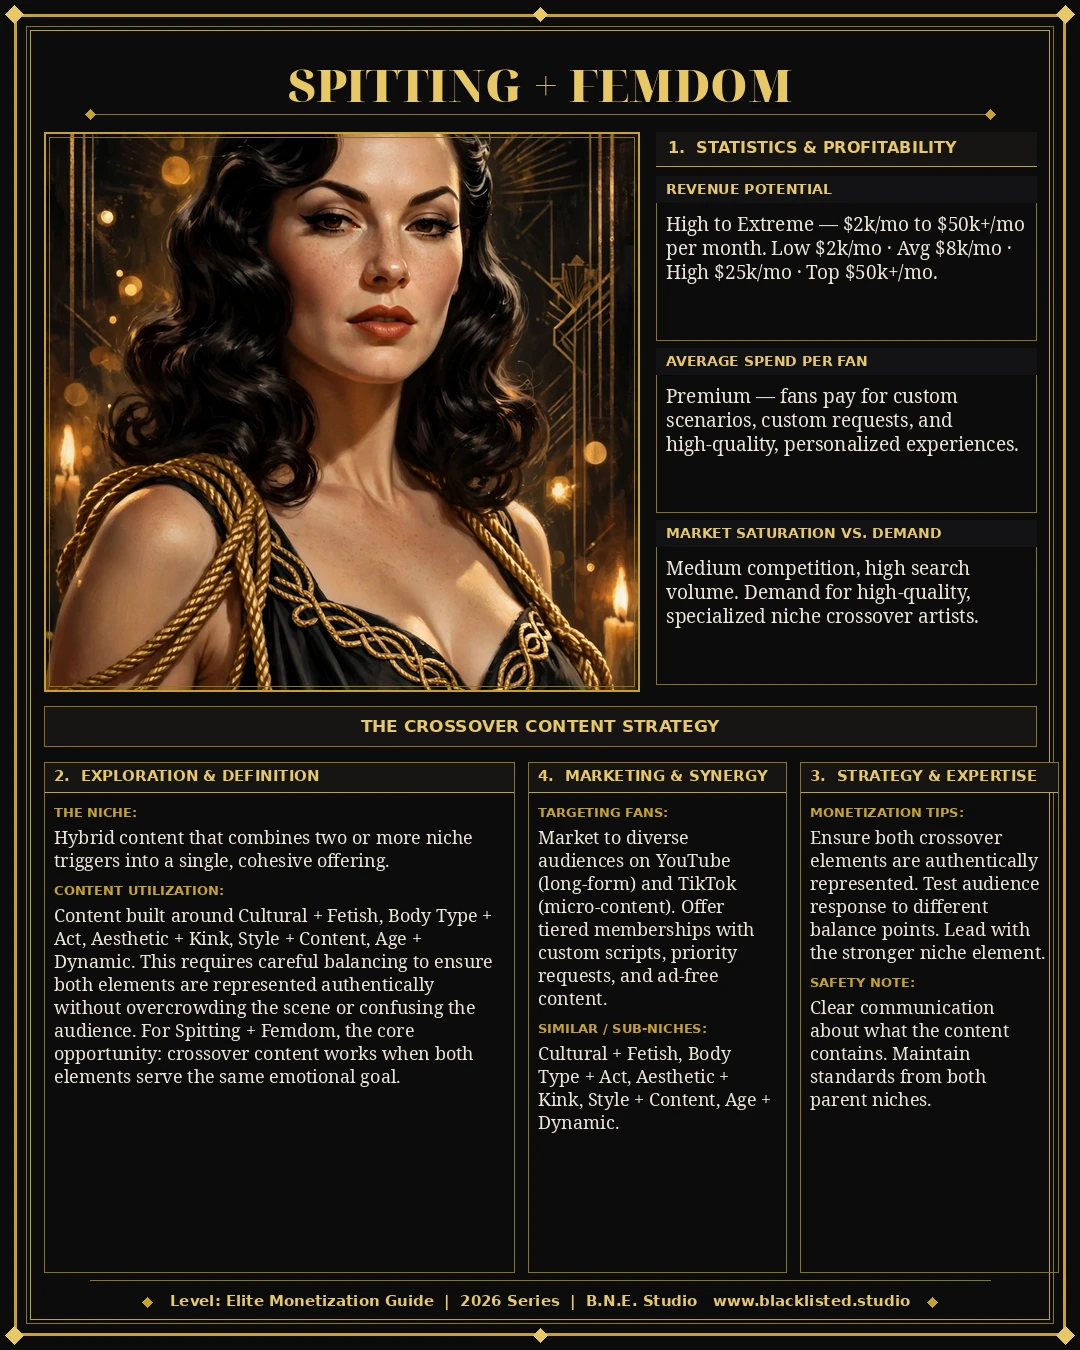 SPITTING + FEMDOM
1. STATISTICS & PROFITABILITY
REVENUE POTENTIAL
High to Extreme — $2k/mo to $50k+/mo
per month. Low $2k/mo · Avg $8k/mo ·
High $25k/mo · Top $50k+/mo.
AVERAGE SPEND PER FAN
Premium — fans pay for custom
scenarios, custom requests, and
high-quality, personalized experiences.
MARKET SATURATION VS. DEMAND
Medium competition, high search
volume. Demand for high-quality,
specialized niche crossover artists.
THE CROSSOVER CONTENT STRATEGY
2. EXPLORATION & DEFINITION
THE NICHE:
Hybrid content that combines two or more niche
triggers into a single, cohesive offering.
CONTENT UTILIZATION:
Content built around Cultural + Fetish, Body Type +
Act, Aesthetic + Kink, Style + Content, Age +
Dynamic. This requires careful balancing to ensure
both elements are represented authentically
without overcrowding the scene or confusing the
audience. For Spitting + Femdom, the core
opportunity: crossover content works when both
elements serve the same emotional goal.
4. MARKETING & SYNERGY
TARGETING FANS:
Market to diverse
audiences on YouTube
(long-form) and TikTok
(micro-content). Offer
tiered memberships with
custom scripts, priority
requests, and ad-free
content.
SIMILAR / SUB-NICHES:
Cultural + Fetish, Body
Type + Act, Aesthetic +
Kink, Style + Content, Age +
Dynamic.
3. STRATEGY & EXPERTISE
MONETIZATION TIPS:
Ensure both crossover
elements are authentically
represented. Test audience
response to different
balance points. Lead with
the stronger niche element.
SAFETY NOTE:
Clear communication
about what the content
contains. Maintain
standards from both
parent niches.
Level: Elite Monetization Guide | 2026 Series | B.N.E. Studio www.blacklisted.studio